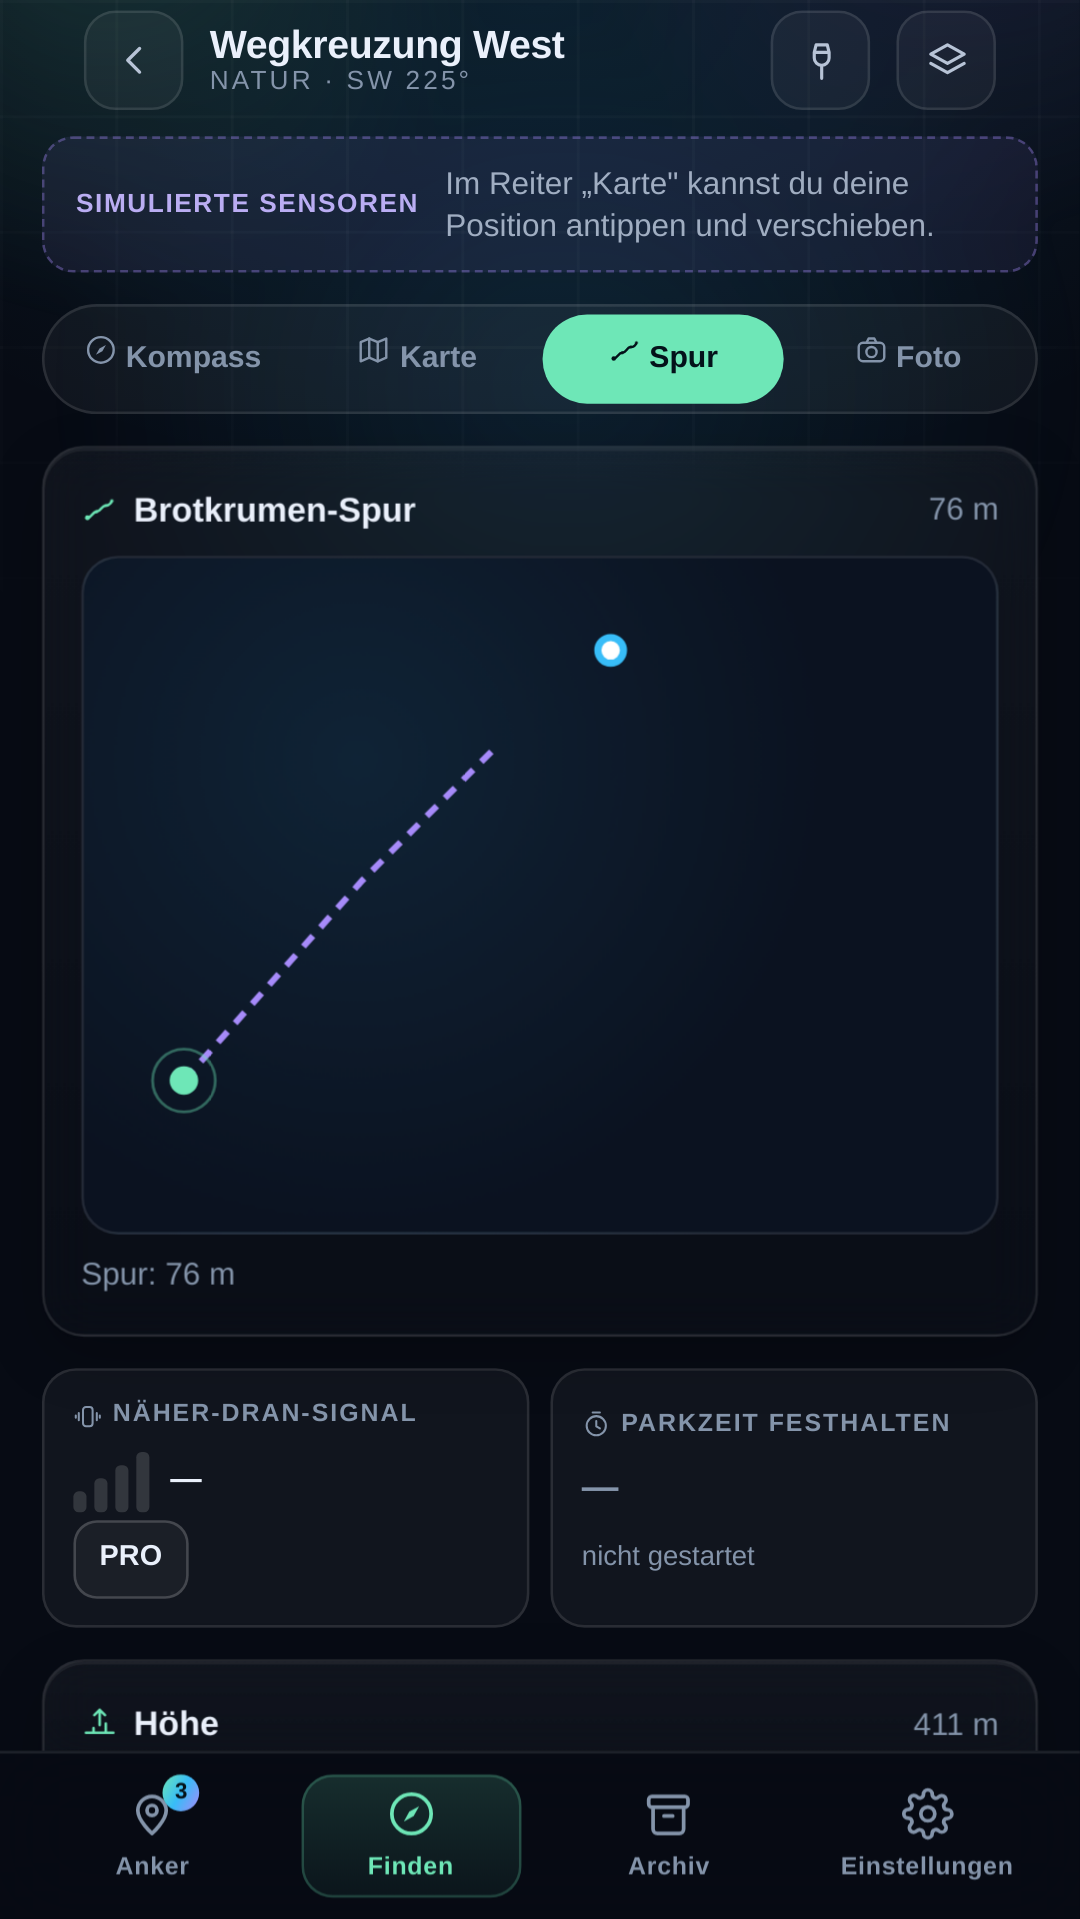 Wegkreuzung West
NATUR · SW 225°
SIMULIERTE SENSOREN
Im Reiter „Karte" kannst du deine
Position antippen und verschieben.
Kompass
Karte
Spur
Foto
Brotkrumen-Spur
76 m
Spur: 76 m
NÄHER-DRAN-SIGNAL
—
PRO
PARKZEIT FESTHALTEN
—
nicht gestartet
Höhe
411 m
3
Anker
Finden
Archiv
Einstellungen